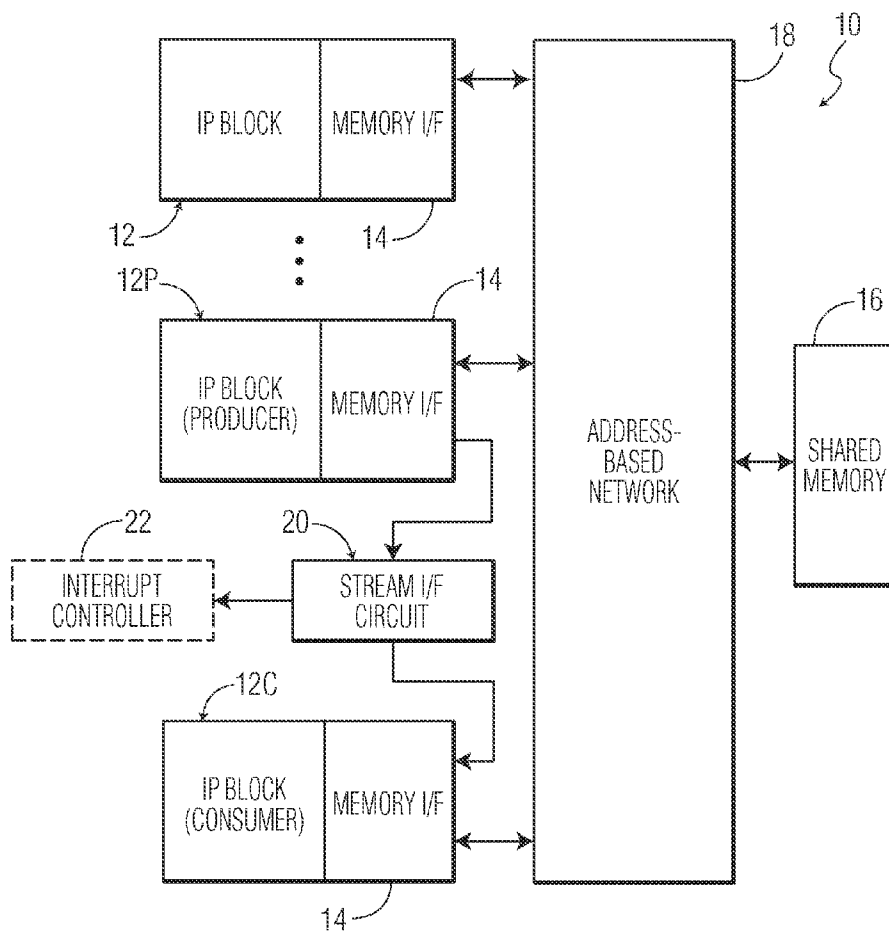 10
18
IP BLOCK
MEMORY I/F
12
14
12P
14
16
IP BLOCK
(PRODUCER)
MEMORY I/F
ADDRESS-
BASED
NETWORK
SHARED
MEMORY
22
20
INTERRUPT
CONTROLLER
STREAM I/F
CIRCUIT
12C
IP BLOCK
(CONSUMER)
MEMORY I/F
14